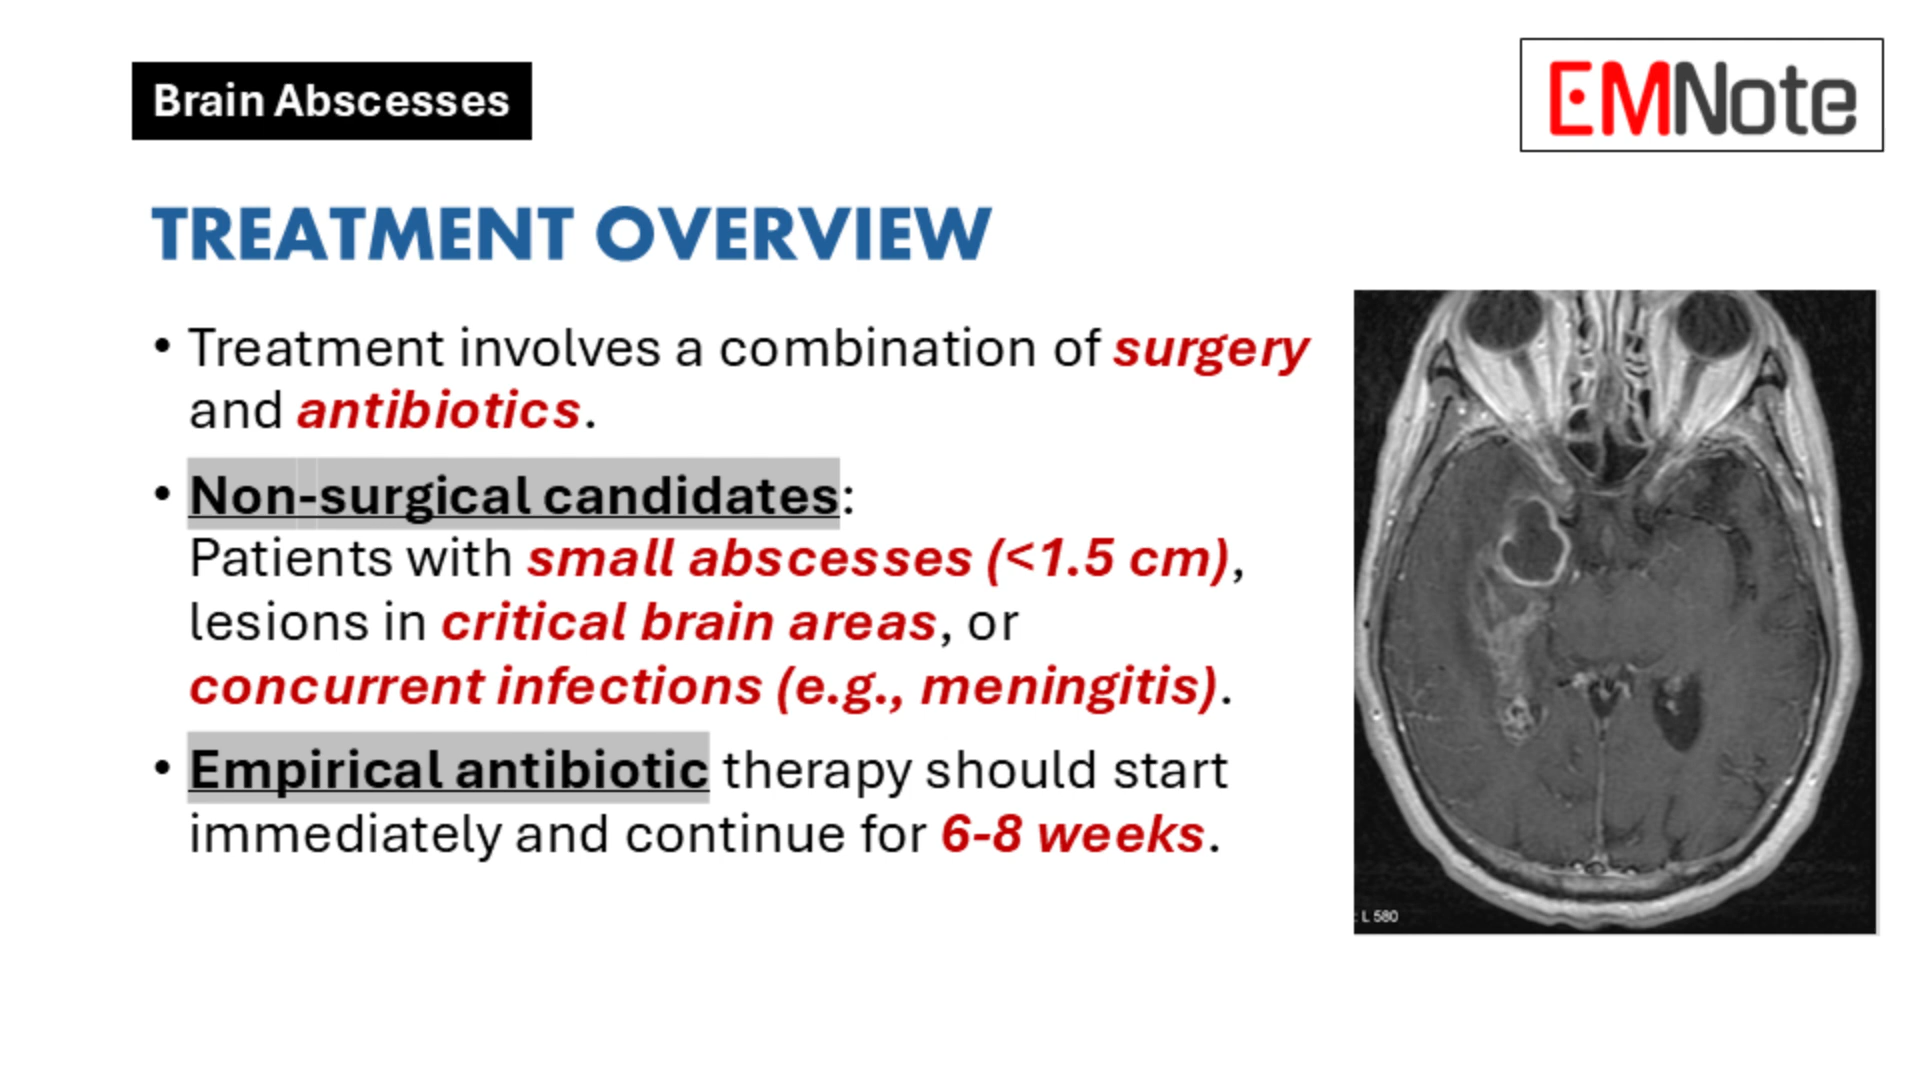 Brain Abscesses
EMNote
TREATMENT OVERVIEW
• Treatment involves a combination of surgery
and antibiotics.
• Non-surgical candidates:
Patients with small abscesses (<1.5 cm),
lesions in critical brain areas, or
concurrent infections (e.g., meningitis).
• Empirical antibiotic therapy should start
immediately and continue for 6-8 weeks.
: L 580